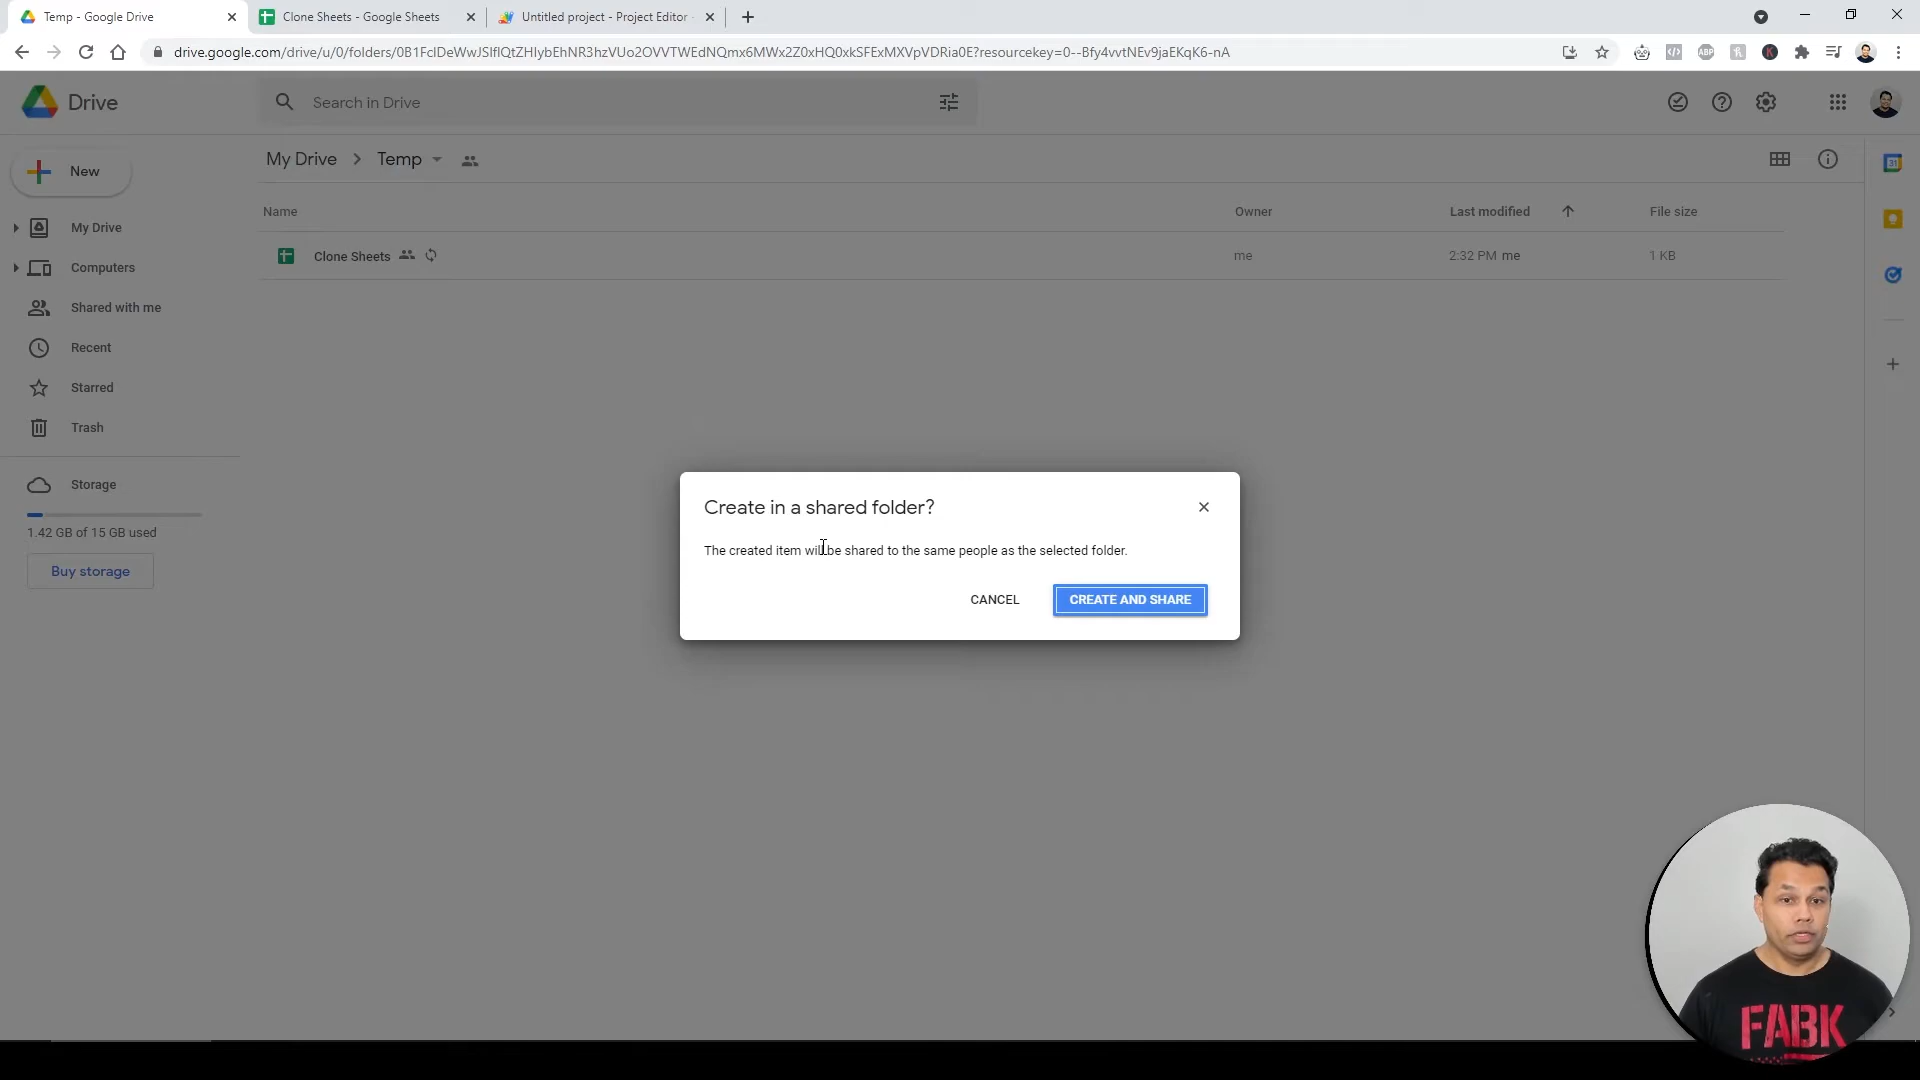 Temp - Google Drive
Clone Sheets - Google Sheets
Untitled project - Project Editor
drive.google.com/drive/u/0/folders/0B1FclDeWwJSlflQtZHlybEhNR3hzVUo2OVVTWEdNQmx6MWx2Z0xHQ0xkSFExMXVpVDRia0E?resourcekey=0--Bfy4vvtNEv9jaEKqK6-nA
ABP
K
Drive
Search in Drive
New
My Drive
Temp
31
Name
Owner
Last modified
File size
Clone Sheets
me
2:32 PM me
1 KB
My Drive
Computers
Shared with me
Recent
Starred
Trash
Storage
1.42 GB of 15 GB used
Buy storage
Create in a shared folder?
The created item will be shared to the same people as the selected folder.
CANCEL
CREATE AND SHARE
FABK